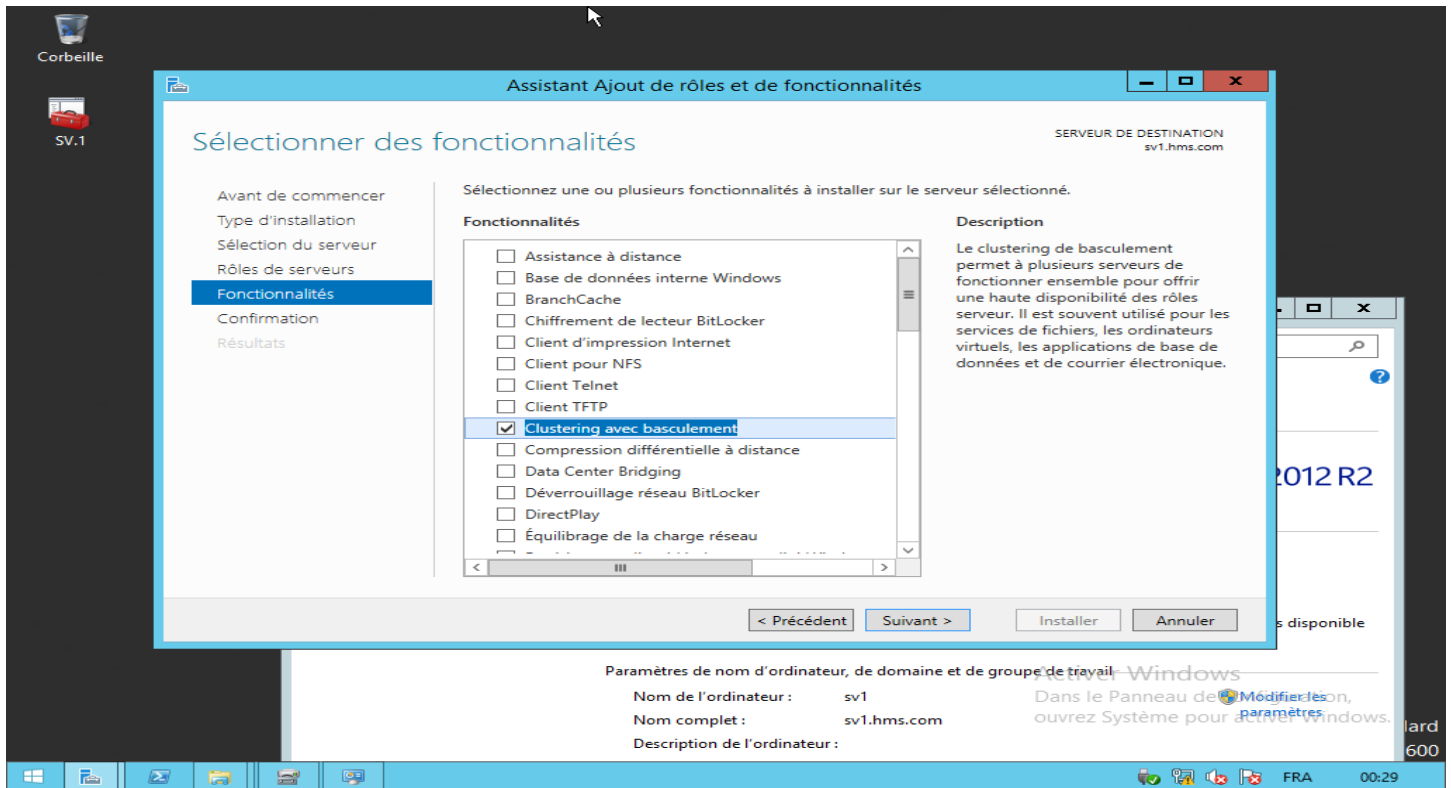 Corbeille
SV.1
Assistant Ajout de rôles et de fonctionnalités
Sélectionner des fonctionnalités
SERVEUR DE DESTINATION
sv1.hms.com
Avant de commencer
Type d'installation
Sélection du serveur
Rôles de serveurs
Fonctionnalités
Confirmation
Résultats
Sélectionnez une ou plusieurs fonctionnalités à installer sur le serveur sélectionné.
Fonctionnalités
Assistance à distance
Base de données interne Windows
BranchCache
Chiffrement de lecteur BitLocker
Client d'impression Internet
Client pour NFS
Client Telnet
Client TFTP
Clustering avec basculement
Compression différentielle à distance
Data Center Bridging
Déverrouillage réseau BitLocker
DirectPlay
Équilibrage de la charge réseau
Description
Le clustering de basculement
permet à plusieurs serveurs de
fonctionner ensemble pour offrir
une haute disponibilité des rôles
serveur. Il est souvent utilisé pour les
services de fichiers, les ordinateurs
virtuels, les applications de base de
données et de courrier électronique.
< Précédent
Suivant >
Installer
Annuler
2012 R2
s disponible
Paramètres de nom d'ordinateur, de domaine et de groupe de travail
Nom de l'ordinateur : sv1
Nom complet : sv1.hms.com
Description de l'ordinateur :
Modifier les
paramètres
Activer Windows
Dans le Panneau de configuration,
ouvrez Système pour activer Windows.
lard
600
FRA
00:29